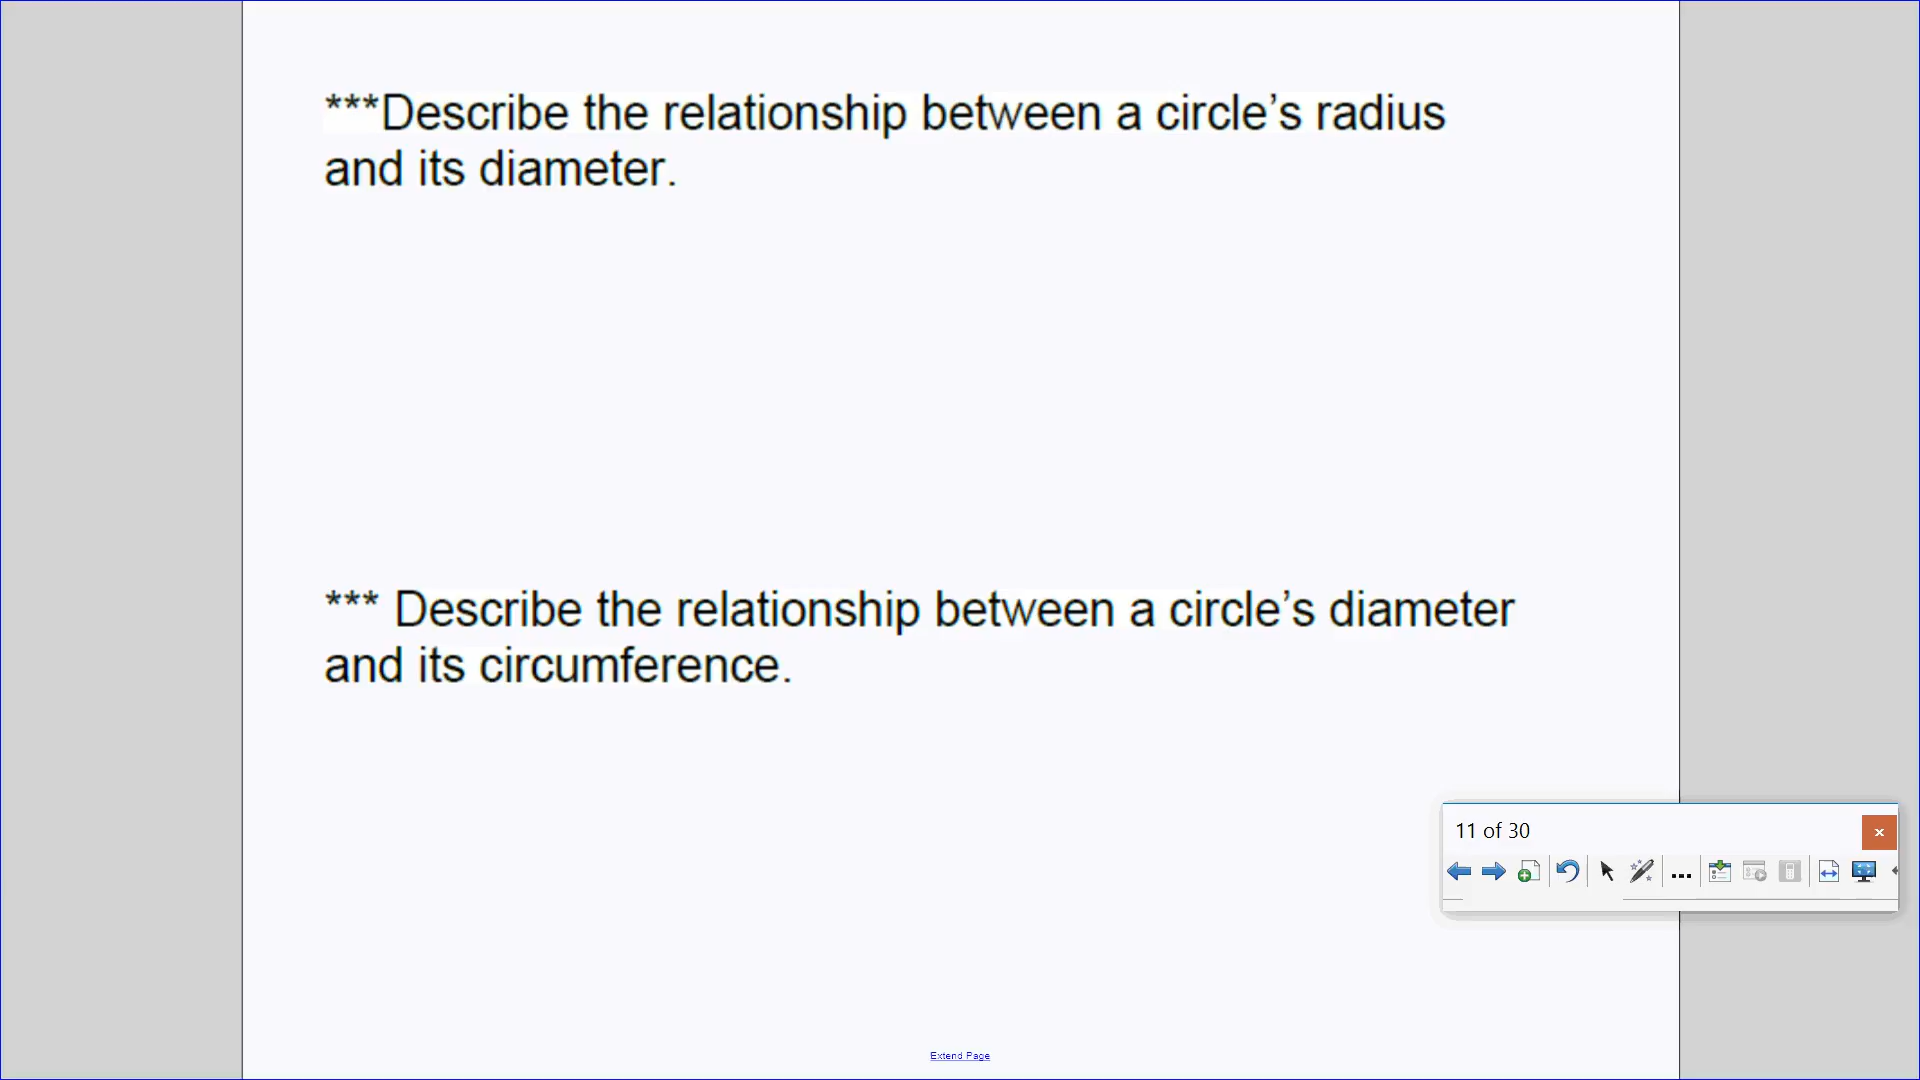 ***Describe the relationship between a circle’s radius
and its diameter.
*** Describe the relationship between a circle’s diameter
and its circumference.
11 of 30
Extend Page